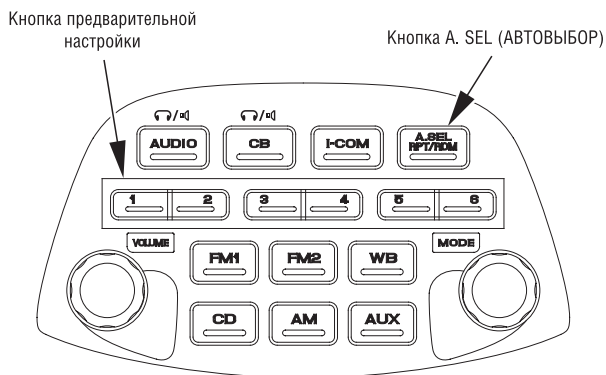 Кнопка предварительной
настройки
Кнопка A. SEL (АВТОВЫБОР)
AUDIO CB I-COM A.SEL
RPT/RDM
1 2 3 4 5 6
VOLUME MODE
FM1 FM2 WB
CD AM AUX